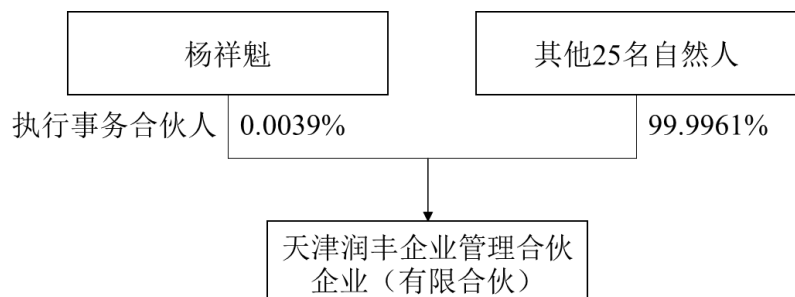 杨祥魁
其他25名自然人
执行事务合伙人
0.0039%
99.9961%
天津润丰企业管理合伙
企业（有限合伙）